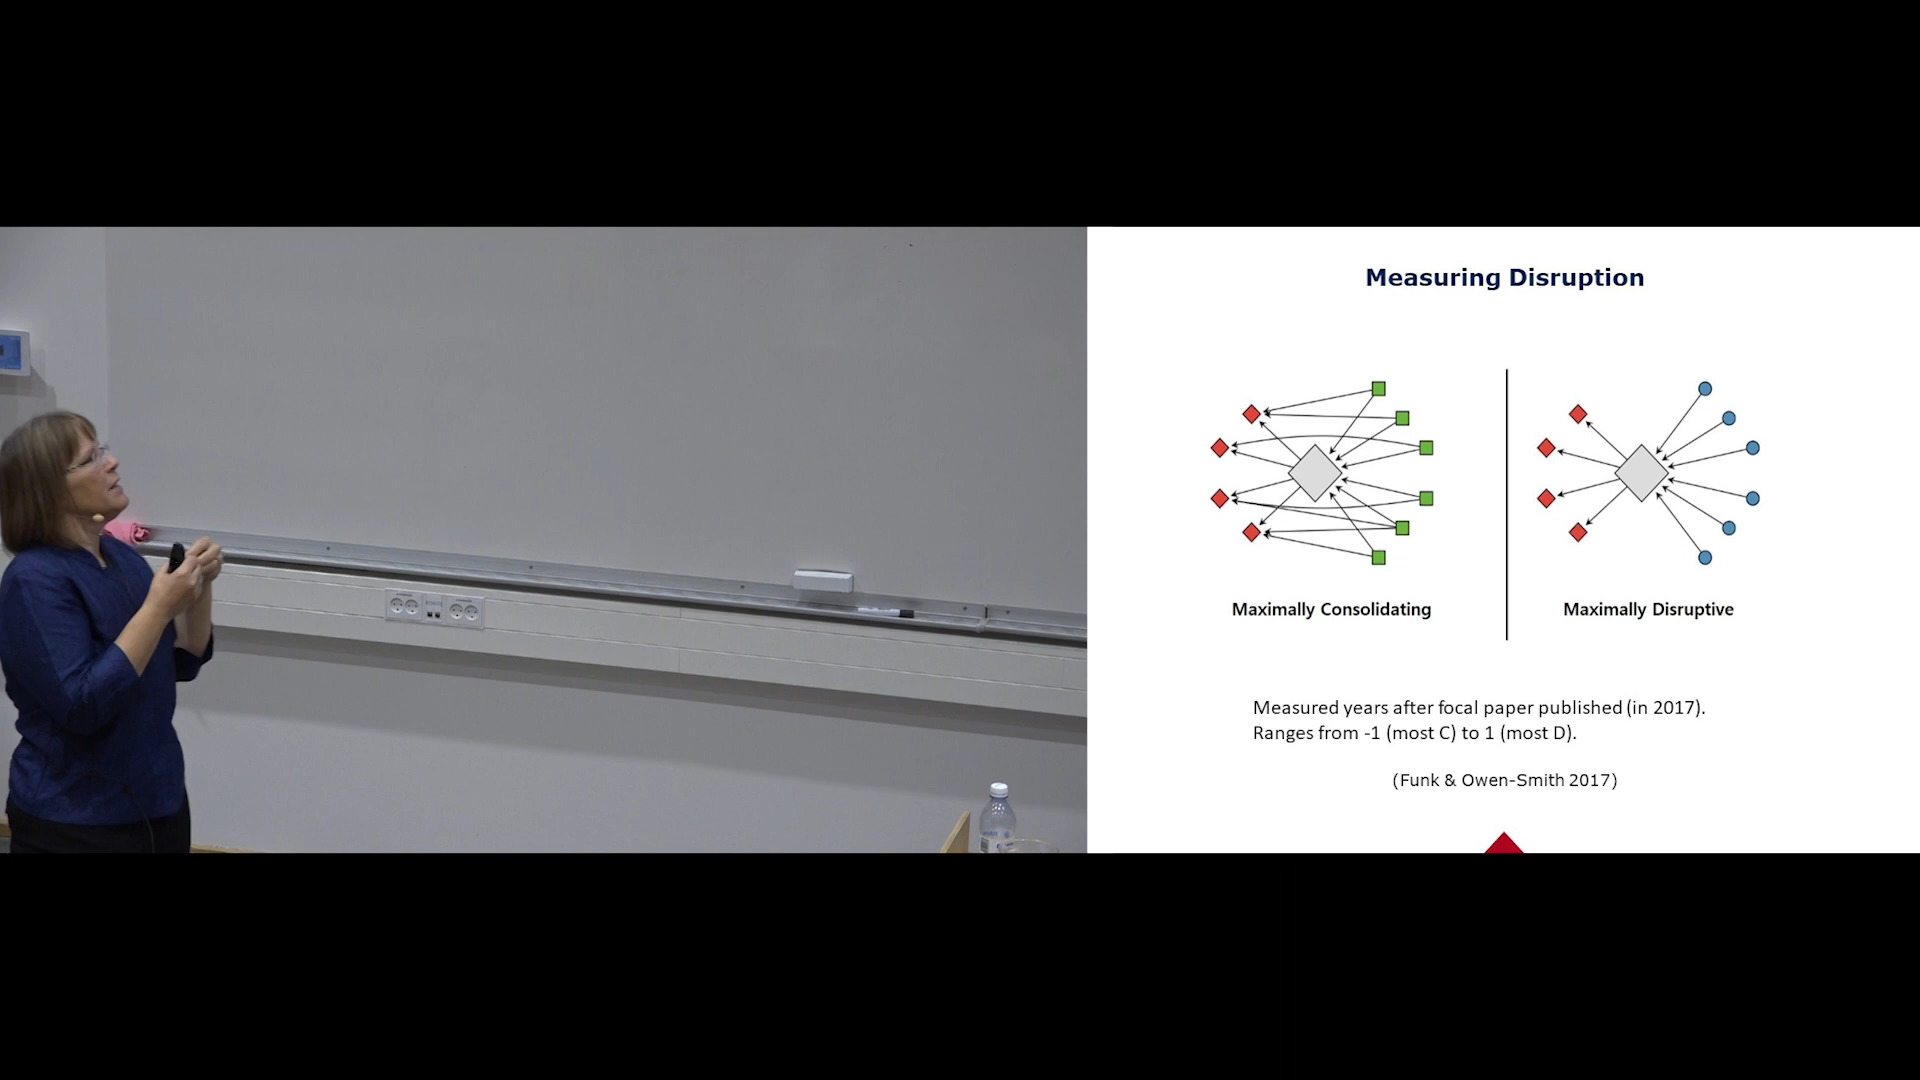 Measuring Disruption
Maximally Consolidating
Maximally Disruptive
Measured years after focal paper published (in 2017).
Ranges from -1 (most C) to 1 (most D).
(Funk & Owen-Smith 2017)